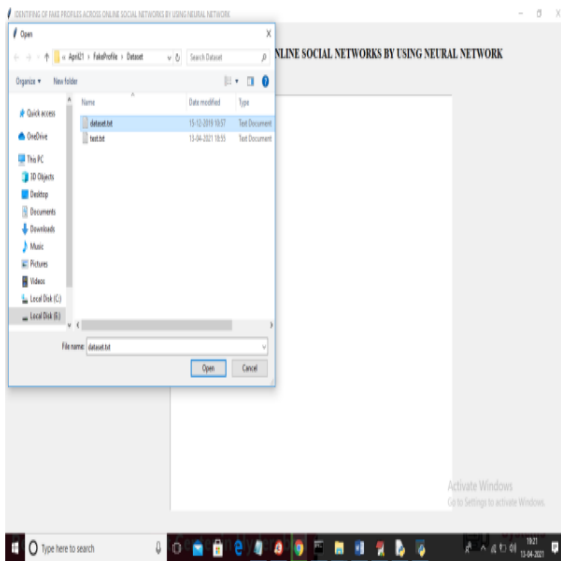 IDENTIFING OF FAKE PROFILES ACROSS ONLINE SOCIAL NETWORKS BY USING NEURAL NETWORK
Open
NLINE SOCIAL NETWORKS BY USING NEURAL NETWORK
« April21 › FakeProfile › Dataset
Search Dataset
Organize
New folder
Name
Date modified
Type
dataset.txt
15-12-2019 18:57
Text Document
test.txt
13-04-2021 18:55
Text Document
Quick access
OneDrive
This PC
3D Objects
Desktop
Documents
Downloads
Music
Pictures
Videos
Local Disk (C:)
Local Disk (E:)
File name: dataset.txt
Open
Cancel
Activate Windows
Go to Settings to activate Windows.
Type here to search
19:21
13-04-2021